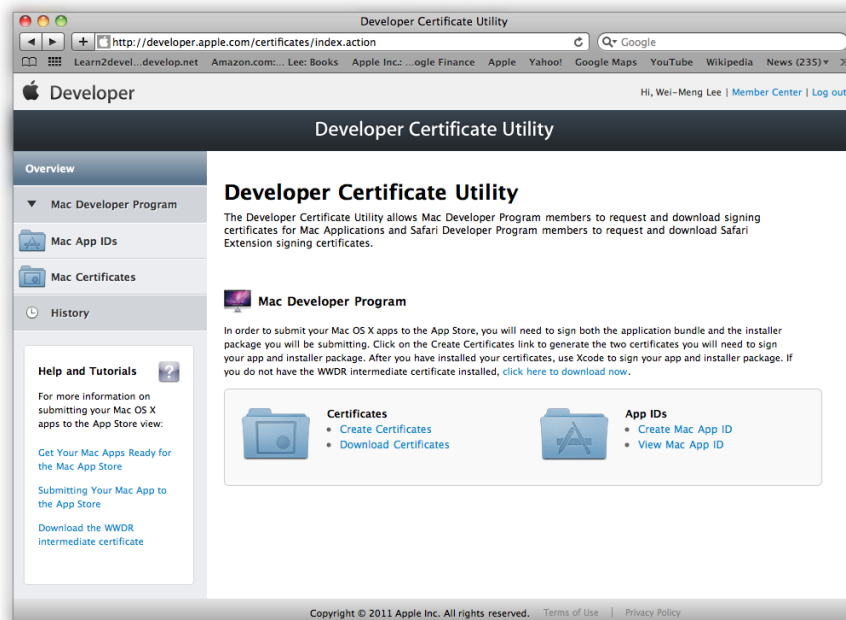 Developer Certificate Utility
http://developer.apple.com/certificates/index.action
Google
Learn2devel...develop.net Amazon.com:... Lee: Books Apple Inc.: ...ogle Finance Apple Yahoo! Google Maps YouTube Wikipedia News (235)
Developer
Hi, Wei-Meng Lee | Member Center | Log out
Developer Certificate Utility
Overview
Mac Developer Program
Mac App IDs
Mac Certificates
History
Help and Tutorials
?
For more information on
submitting your Mac OS X
apps to the App Store view:
Get Your Mac Apps Ready for
the Mac App Store
Submitting Your Mac App to
the App Store
Download the WWDR
intermediate certificate
Developer Certificate Utility
The Developer Certificate Utility allows Mac Developer Program members to request and download signing
certificates for Mac Applications and Safari Developer Program members to request and download Safari
Extension signing certificates.
Mac Developer Program
In order to submit your Mac OS X apps to the App Store, you will need to sign both the application bundle and the installer
package you will be submitting. Click on the Create Certificates link to generate the two certificates you will need to sign
your app and installer package. After you have installed your certificates, use Xcode to sign your app and installer package. If
you do not have the WWDR intermediate certificate installed, click here to download now.
Certificates
• Create Certificates
• Download Certificates
App IDs
• Create Mac App ID
• View Mac App ID
Copyright © 2011 Apple Inc. All rights reserved. Terms of Use | Privacy Policy